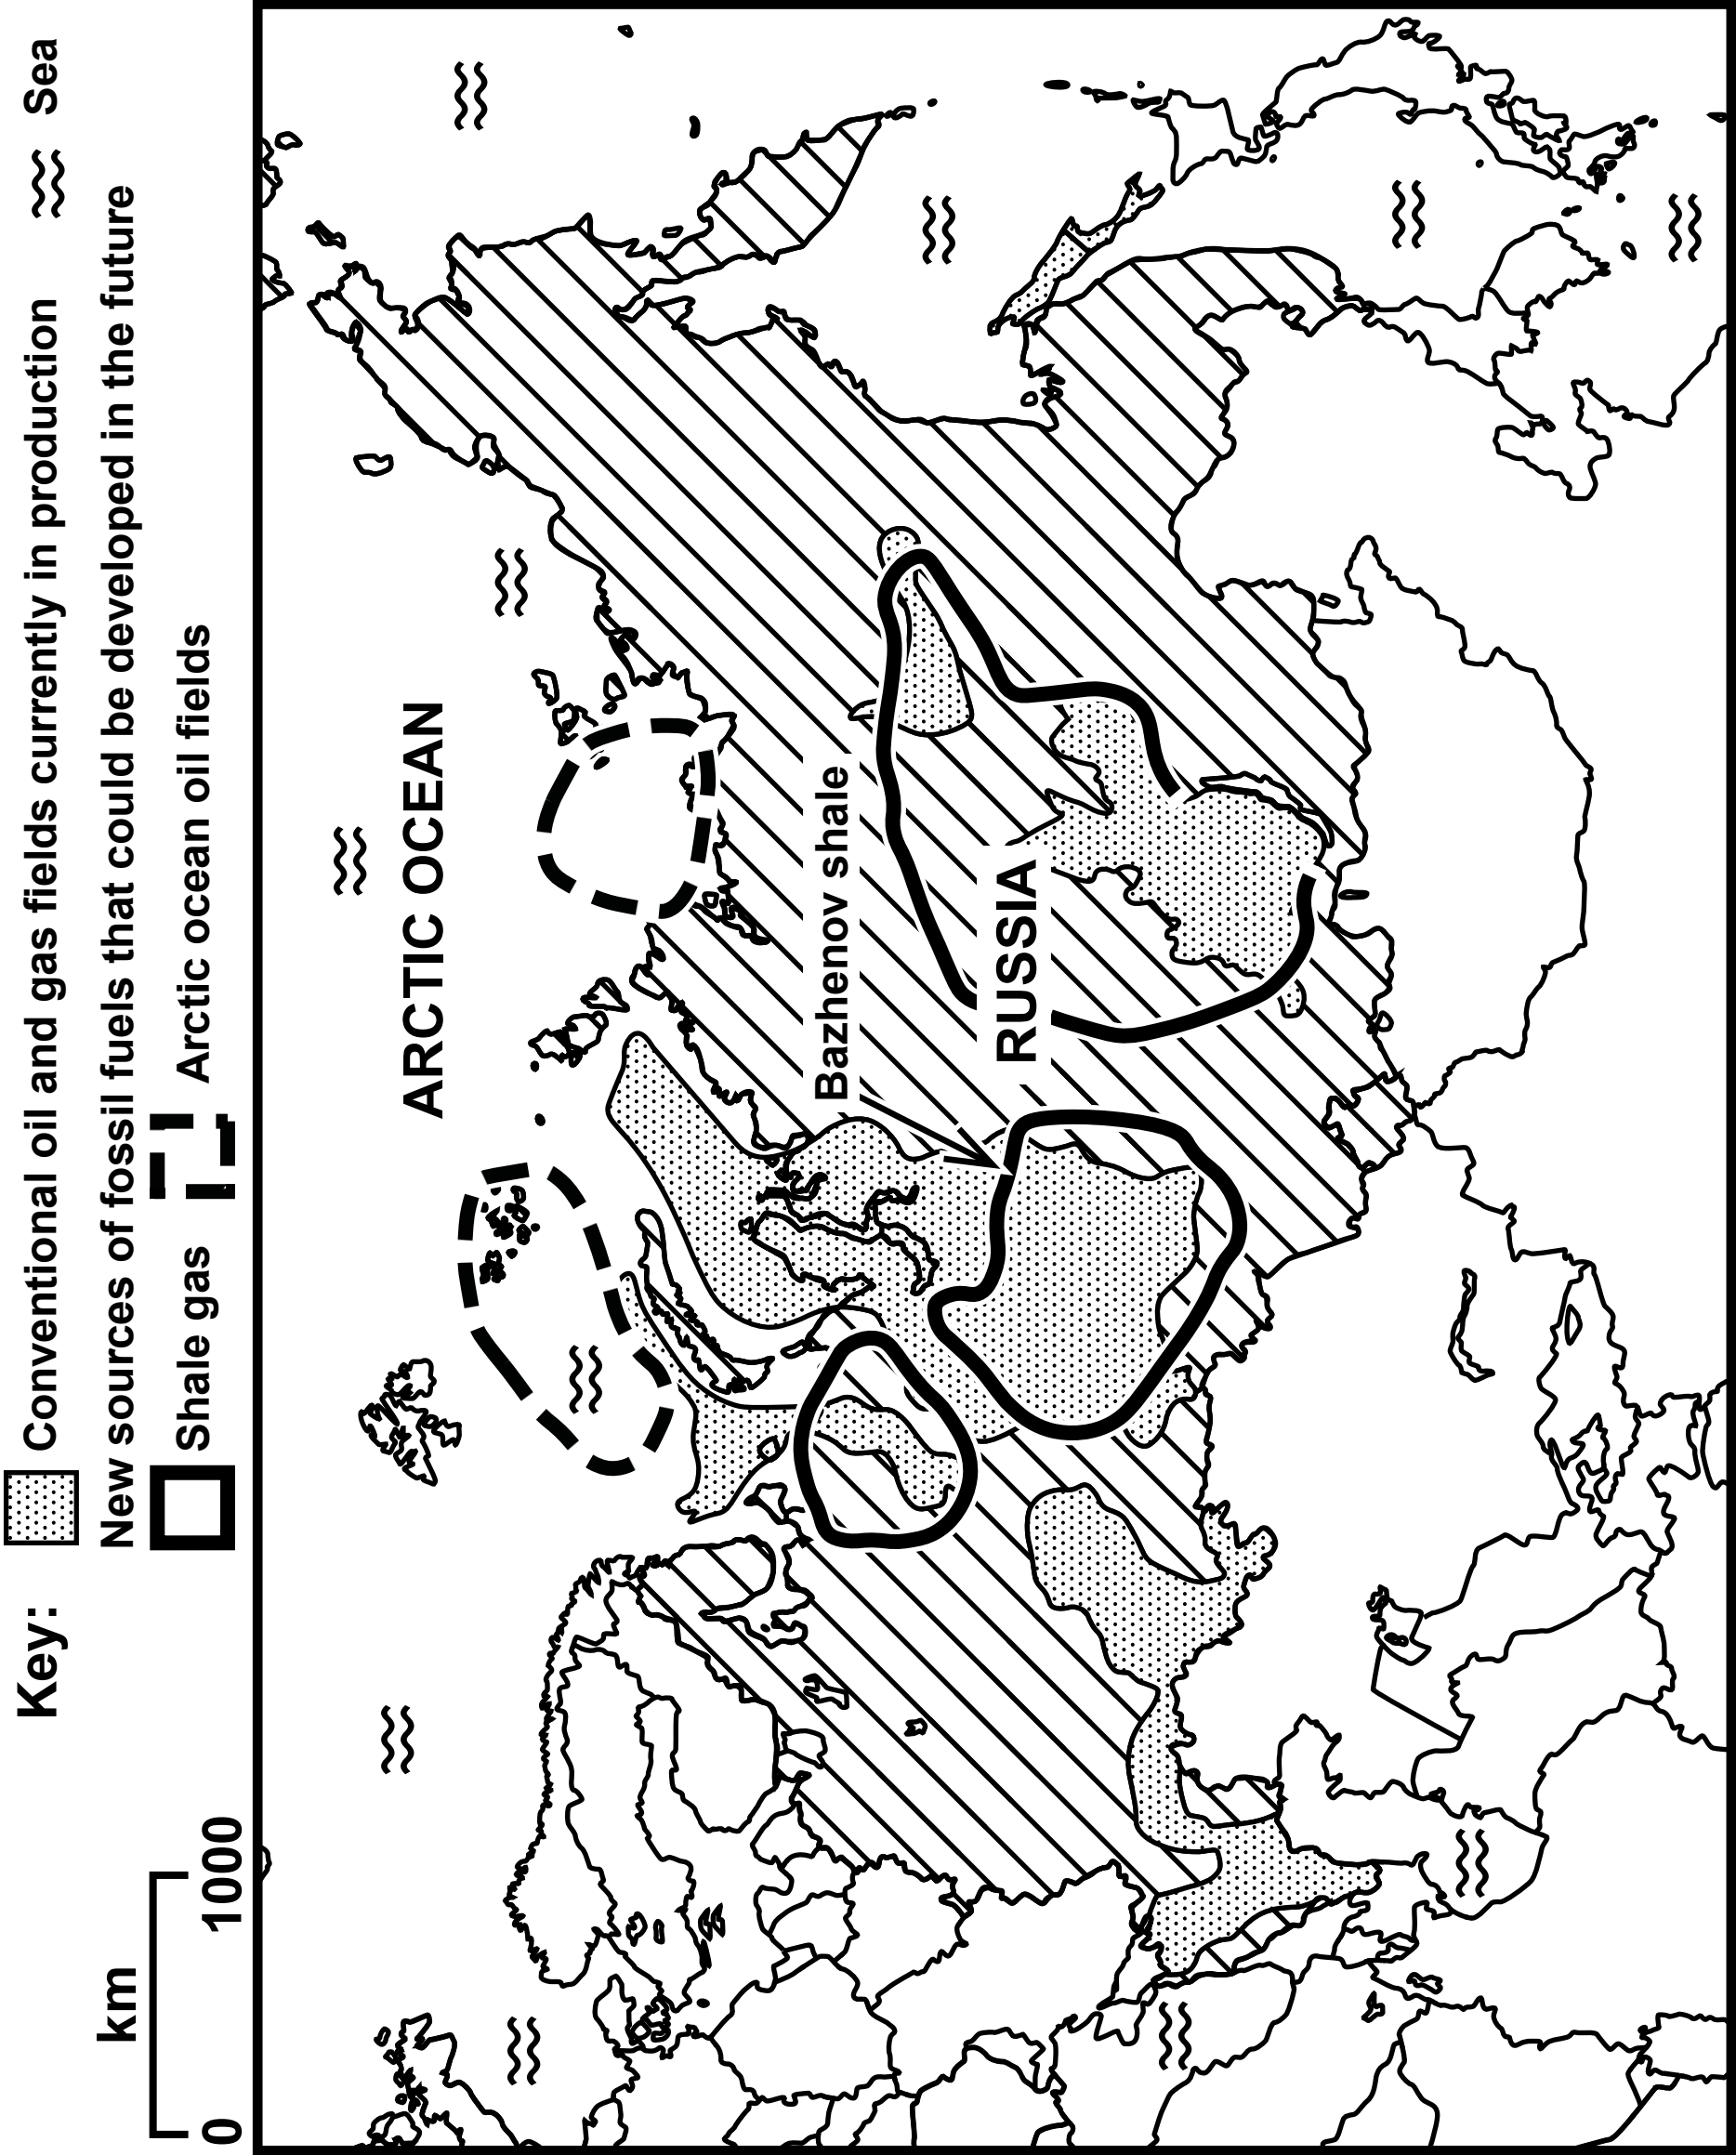 Key:
Conventional oil and gas fields currently in production
Sea
New sources of fossil fuels that could be developed in the future
Shale gas
Arctic ocean oil fields
km
0 1000
ARCTIC OCEAN
Bazhenov shale
RUSSIA